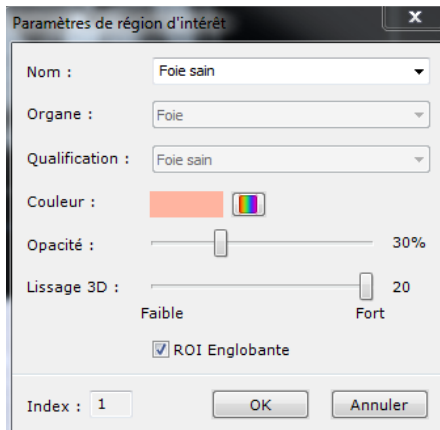 Paramètres de région d'intérêt
Nom : Foie sain
Organe : Foie
Qualification : Foie sain
Couleur :
Opacité : 30%
Lissage 3D : 20
Faible Fort
ROI Englobante
Index : 1 OK Annuler